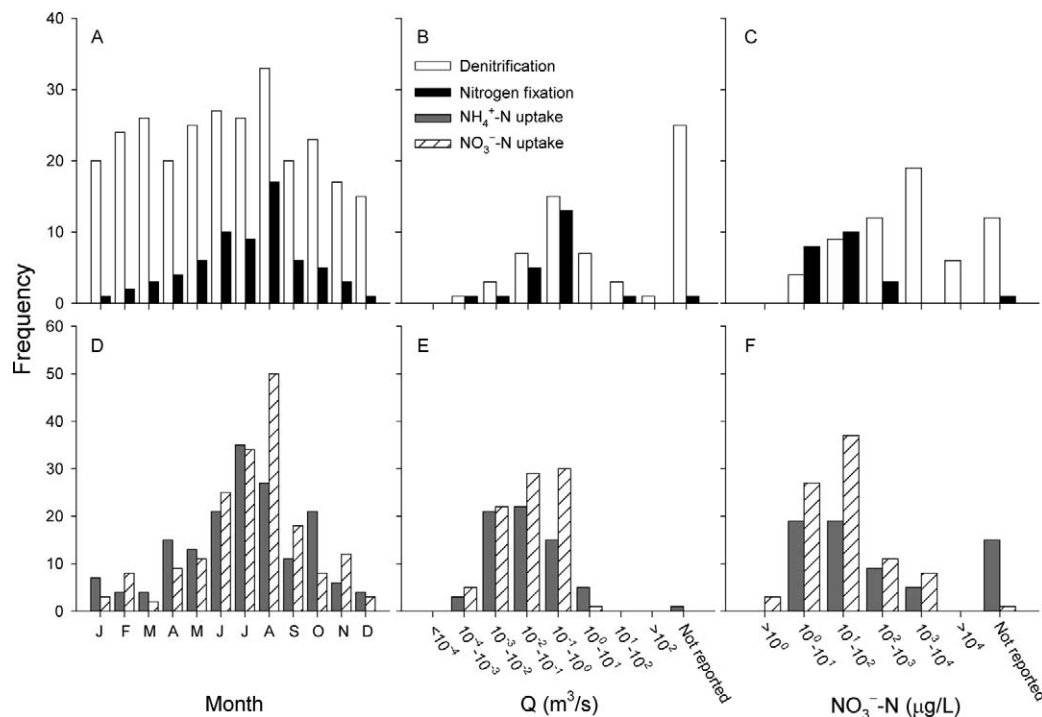 A
B
C
Denitrification
Nitrogen fixation
NH₄⁺-N uptake
NO₃⁻-N uptake
40
30
20
10
0
Frequency
D
E
F
60
50
40
30
20
10
0
J F M A M J J A S O N D
<10⁻⁴
10⁻⁴-10⁻³
10⁻³-10⁻²
10⁻²-10⁻¹
10⁻¹-10⁰
10⁰-10¹
10¹-10²
>10²
Not reported
>10⁰
10⁰-10¹
10¹-10²
10²-10³
10³-10⁴
>10⁴
Not reported
Month
Q (m³/s)
NO₃⁻-N (µg/L)